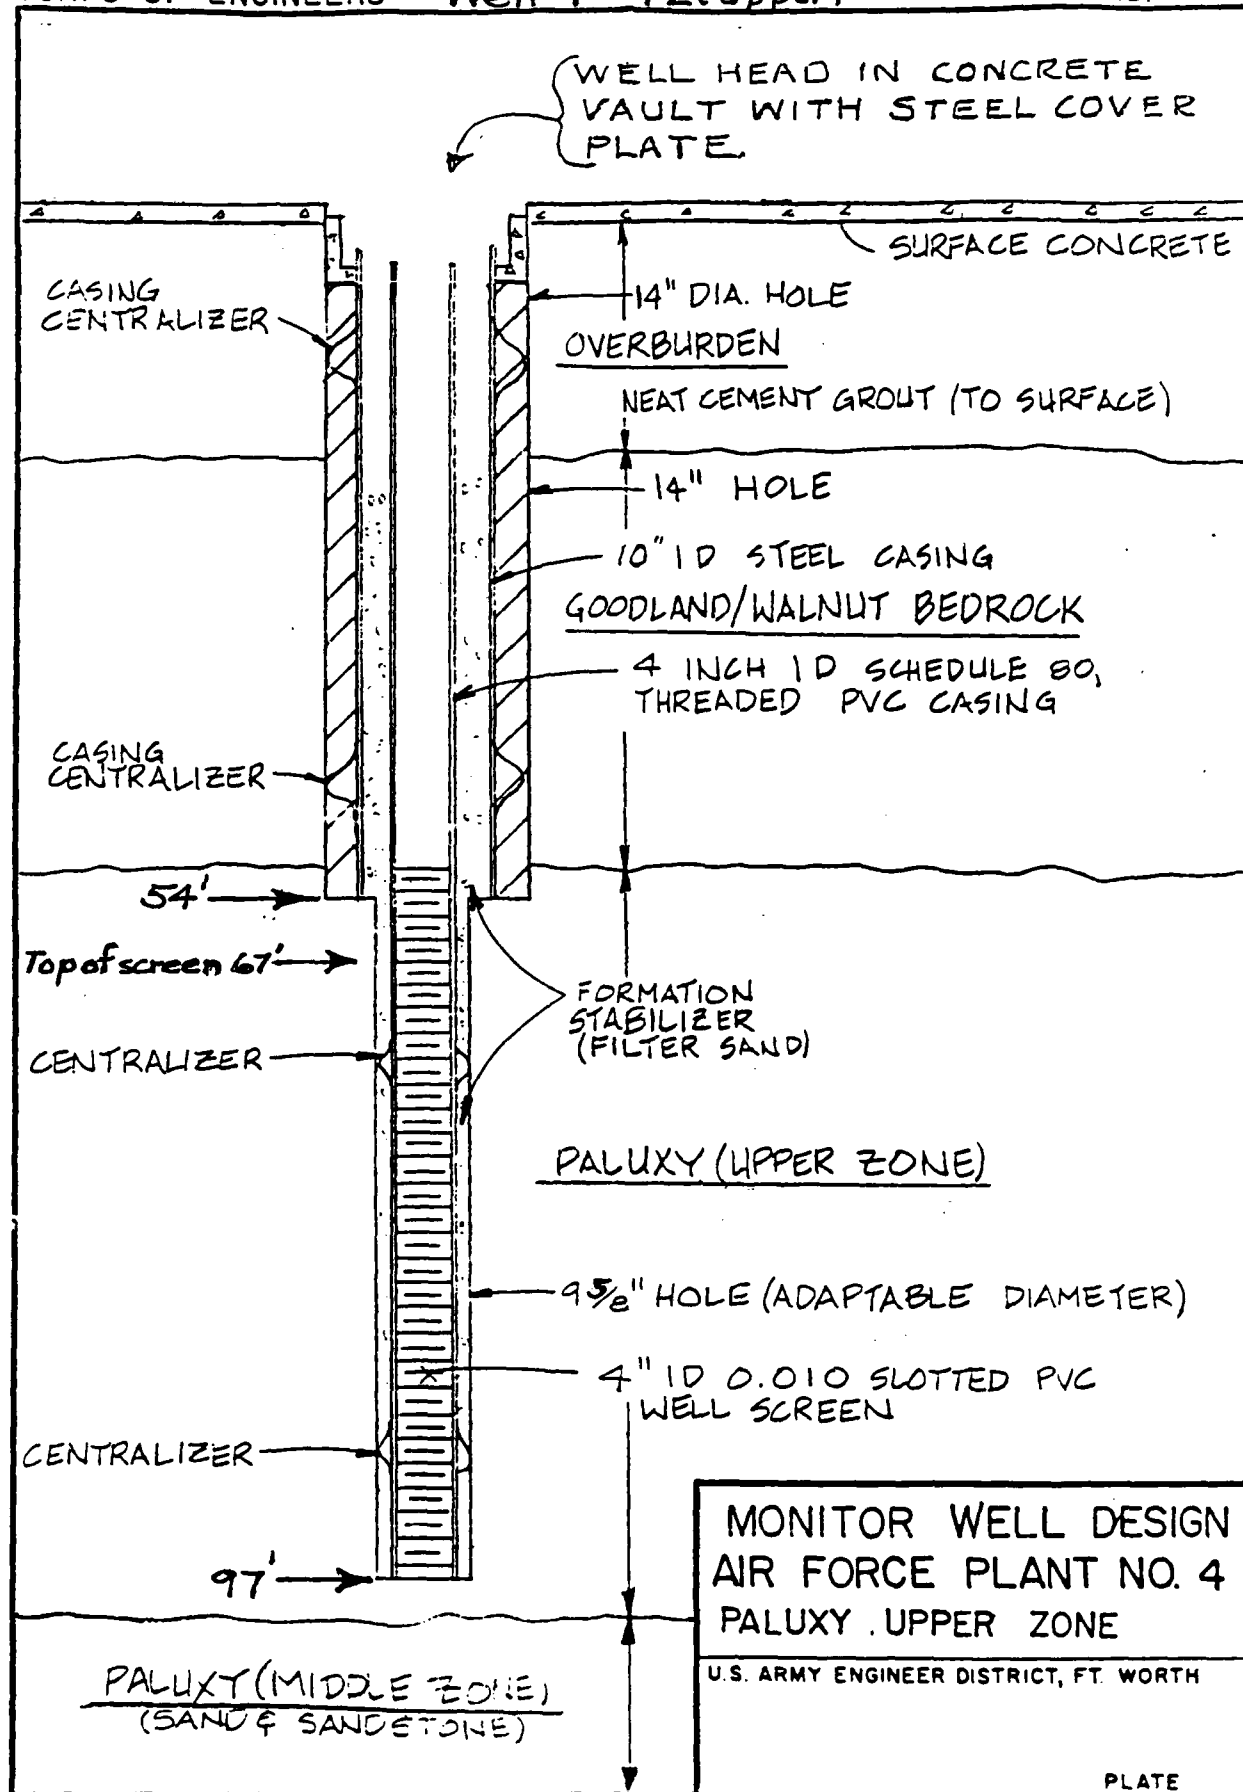 ENGINEERS
WELL HEAD IN CONCRETE
VAULT WITH STEEL COVER
PLATE.
SURFACE CONCRETE
CASING
CENTRALIZER
14" DIA. HOLE
OVERBURDEN
NEAT CEMENT GROUT (TO SURFACE)
14" HOLE
10" ID STEEL CASING
GOODLAND/WALNUT BEDROCK
4 INCH ID SCHEDULE 80,
THREADED PVC CASING
CASING
CENTRALIZER
54'
Top of screen 67'
FORMATION
STABILIZER
(FILTER SAND)
CENTRALIZER
PALUXY (UPPER ZONE)
9 5/8" HOLE (ADAPTABLE DIAMETER)
4" ID 0.010 SLOTTED PVC
WELL SCREEN
CENTRALIZER
97'
MONITOR WELL DESIGN
AIR FORCE PLANT NO. 4
PALUXY . UPPER ZONE
U.S. ARMY ENGINEER DISTRICT, FT. WORTH
PALUXY (MIDDLE ZONE)
(SAND & SANDSTONE)
PLATE